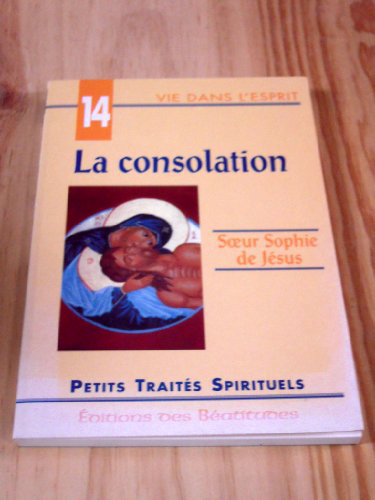 14
VIE DANS L'ESPRIT
La consolation
Sœur Sophie
de Jésus
PETITS TRAITÉS SPIRITUELS
Éditions des Béatitudes